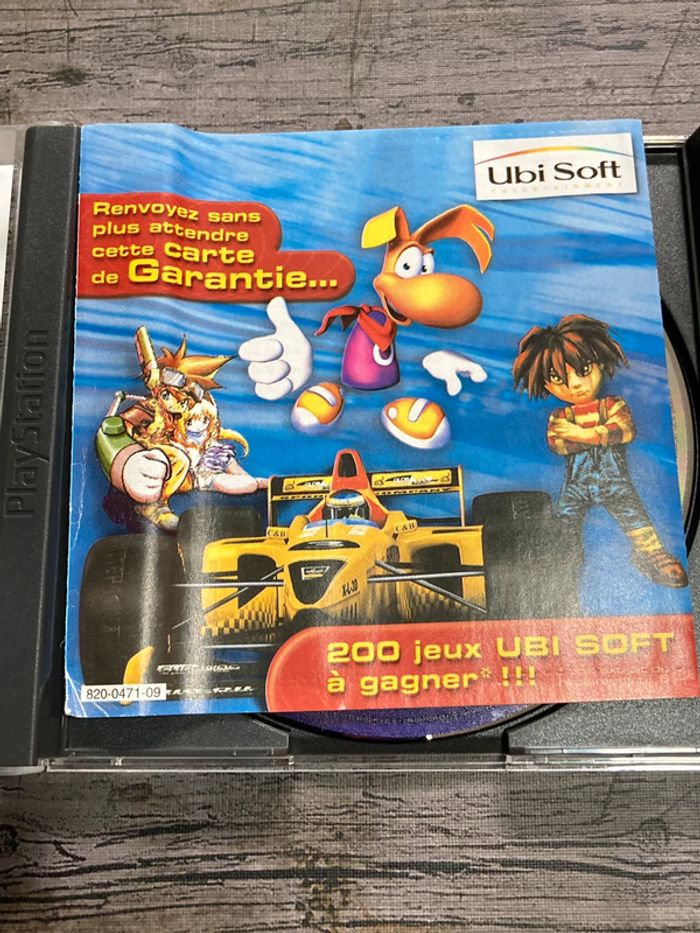 Ubi Soft
ENTERTAINMENT
Renvoyez sans
plus attendre
cette carte
de Garantie...
PlayStation
C&H
C&H
200 jeux UBI SOFT
à gagner* !!!
820-0471-09